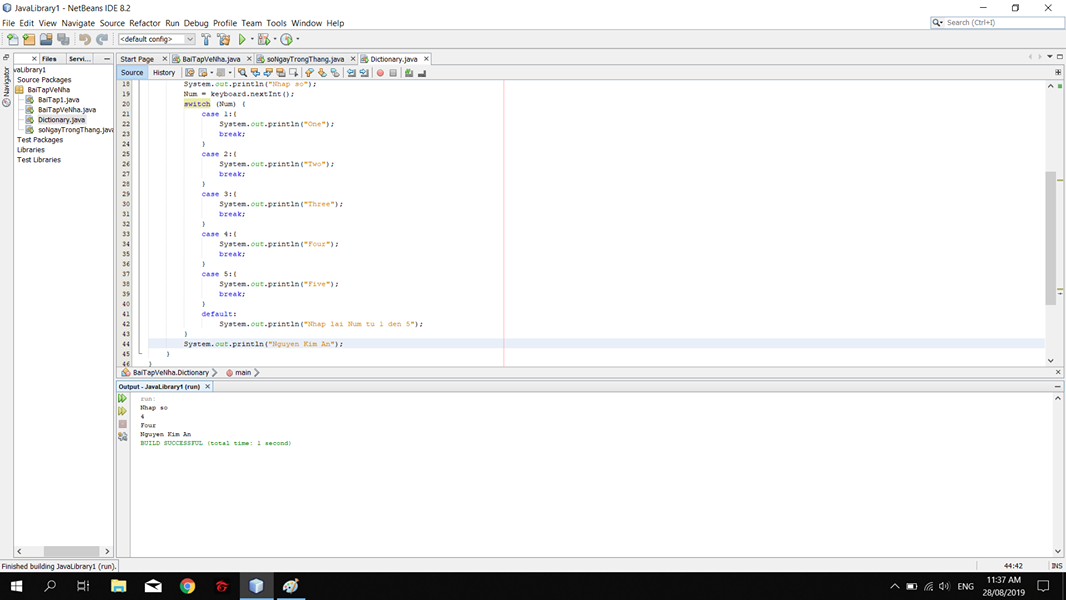 JavaLibrary1 - NetBeans IDE 8.2
File Edit View Navigate Source Refactor Run Debug Profile Team Tools Window Help
Search (Ctrl+I)
<default config>
Files Servi...
Start Page BaiTapVeNha.java soNgayTrongThang.java Dictionary.java
Navigator
Source History
vaLibrary1
Source Packages
BaiTapVeNha
BaiTap1.java
BaiTapVeNha.java
Dictionary.java
soNgayTrongThang.java
Test Packages
Libraries
Test Libraries
18 System.out.println("Nhap so");
19 Num = keyboard.nextInt();
20 switch (Num) {
21 case 1:{
22 System.out.println("One");
23 break;
24 }
25 case 2:{
26 System.out.println("Two");
27 break;
28 }
29 case 3:{
30 System.out.println("Three");
31 break;
32 }
33 case 4:{
34 System.out.println("Four");
35 break;
36 }
37 case 5:{
38 System.out.println("Five");
39 break;
40 }
41 default:
42 System.out.println("Nhap lai Num tu 1 den 5");
43 }
44 System.out.println("Nguyen Kim An");
45 }
46 }
BaiTapVeNha.Dictionary main
Output - JavaLibrary1 (run)
run:
Nhap so
4
Four
Nguyen Kim An
BUILD SUCCESSFUL (total time: 1 second)
Finished building JavaLibrary1 (run).
44:42 INS
ENG
11:37 AM
28/08/2019